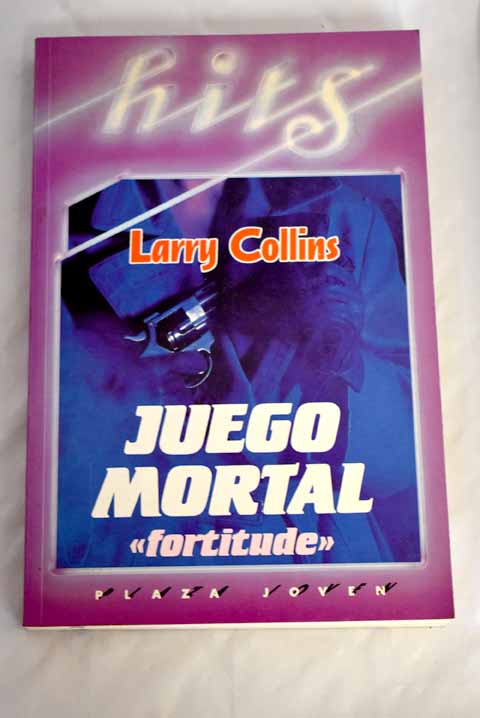 hits
Larry Collins
JUEGO
MORTAL
«fortitude»
PLAZA JOVEN